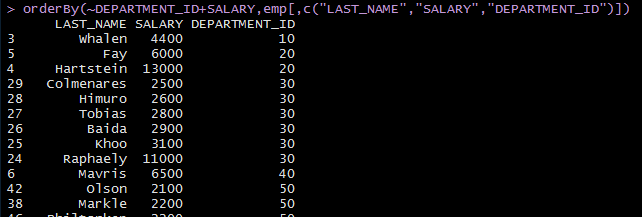 > orderBy(~DEPARTMENT_ID+SALARY,emp[,c("LAST_NAME","SALARY","DEPARTMENT_ID")])
LAST_NAME SALARY DEPARTMENT_ID
3 Whalen 4400 10
5 Fay 6000 20
4 Hartstein 13000 20
29 Colmenares 2500 30
28 Himuro 2600 30
27 Tobias 2800 30
26 Baida 2900 30
25 Khoo 3100 30
24 Raphaely 11000 30
6 Mavris 6500 40
42 Olson 2100 50
38 Markle 2200 50
46 Philtanker 2200 50